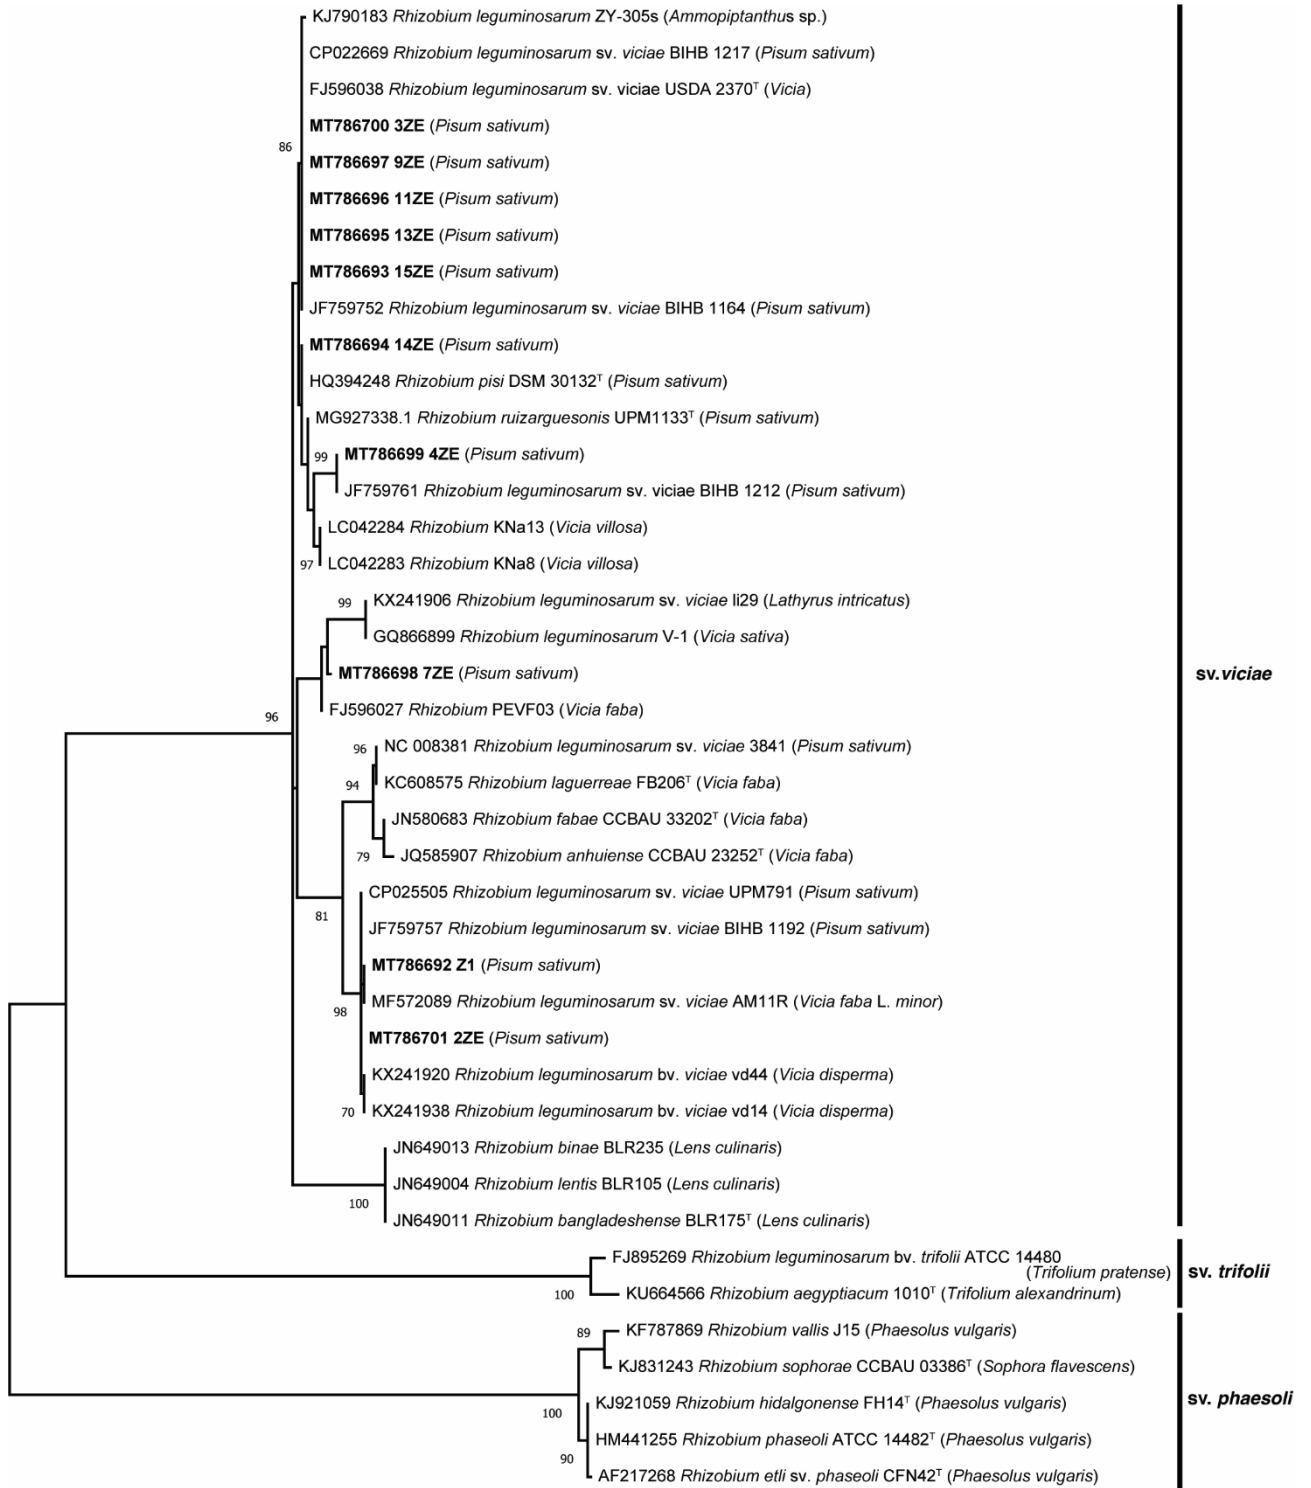 KJ790183 Rhizobium leguminosarum ZY-305s (Ammopiptanthus sp.)
CP022669 Rhizobium leguminosarum sv. viciae BIHB 1217 (Pisum sativum)
FJ596038 Rhizobium leguminosarum sv. viciae USDA 2370ᵀ (Vicia)
MT786700 3ZE (Pisum sativum)
86
MT786697 9ZE (Pisum sativum)
MT786696 11ZE (Pisum sativum)
MT786695 13ZE (Pisum sativum)
MT786693 15ZE (Pisum sativum)
JF759752 Rhizobium leguminosarum sv. viciae BIHB 1164 (Pisum sativum)
MT786694 14ZE (Pisum sativum)
HQ394248 Rhizobium pisi DSM 30132ᵀ (Pisum sativum)
MG927338.1 Rhizobium ruizarguesonis UPM1133ᵀ (Pisum sativum)
99 MT786699 4ZE (Pisum sativum)
JF759761 Rhizobium leguminosarum sv. viciae BIHB 1212 (Pisum sativum)
LC042284 Rhizobium KNa13 (Vicia villosa)
97 LC042283 Rhizobium KNa8 (Vicia villosa)
99 KX241906 Rhizobium leguminosarum sv. viciae li29 (Lathyrus intricatus)
GQ866899 Rhizobium leguminosarum V-1 (Vicia sativa)
MT786698 7ZE (Pisum sativum)
sv.viciae
FJ596027 Rhizobium PEVF03 (Vicia faba)
96
96 NC 008381 Rhizobium leguminosarum sv. viciae 3841 (Pisum sativum)
94 KC608575 Rhizobium laguerreae FB206ᵀ (Vicia faba)
JN580683 Rhizobium fabae CCBAU 33202ᵀ (Vicia faba)
79 JQ585907 Rhizobium anhuiense CCBAU 23252ᵀ (Vicia faba)
CP025505 Rhizobium leguminosarum sv. viciae UPM791 (Pisum sativum)
81
JF759757 Rhizobium leguminosarum sv. viciae BIHB 1192 (Pisum sativum)
MT786692 Z1 (Pisum sativum)
MF572089 Rhizobium leguminosarum sv. viciae AM11R (Vicia faba L. minor)
98
MT786701 2ZE (Pisum sativum)
KX241920 Rhizobium leguminosarum bv. viciae vd44 (Vicia disperma)
70 KX241938 Rhizobium leguminosarum bv. viciae vd14 (Vicia disperma)
JN649013 Rhizobium binae BLR235 (Lens culinaris)
JN649004 Rhizobium lentis BLR105 (Lens culinaris)
100
JN649011 Rhizobium bangladeshense BLR175ᵀ (Lens culinaris)
FJ895269 Rhizobium leguminosarum bv. trifolii ATCC 14480
(Trifolium pratense)
sv. trifolii
100 KU664566 Rhizobium aegyptiacum 1010ᵀ (Trifolium alexandrinum)
89 KF787869 Rhizobium vallis J15 (Phaesolus vulgaris)
KJ831243 Rhizobium sophorae CCBAU 03386ᵀ (Sophora flavescens)
sv. phaesoli
KJ921059 Rhizobium hidalgonense FH14ᵀ (Phaesolus vulgaris)
100
HM441255 Rhizobium phaseoli ATCC 14482ᵀ (Phaesolus vulgaris)
90
AF217268 Rhizobium etli sv. phaseoli CFN42ᵀ (Phaesolus vulgaris)